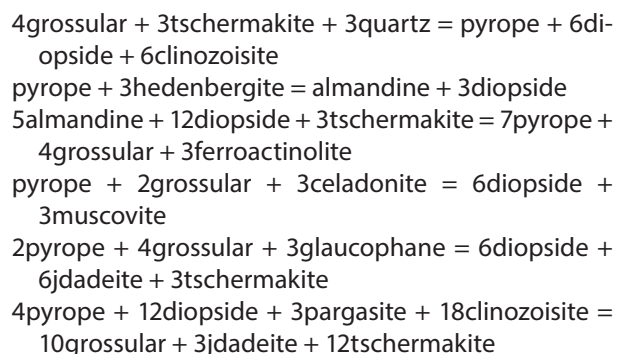 4grossular + 3tschermakite + 3quartz = pyrope + 6di-
opside + 6clinozoisite
pyrope + 3hedenbergite = almandine + 3diopside
5almandine + 12diopside + 3tschermakite = 7pyrope +
4grossular + 3ferroactinolite
pyrope + 2grossular + 3celadonite = 6diopside +
3muscovite
2pyrope + 4grossular + 3glaucophane = 6diopside +
6jdadeite + 3tschermakite
4pyrope + 12diopside + 3pargasite + 18clinozoisite =
10grossular + 3jdadeite + 12tschermakite